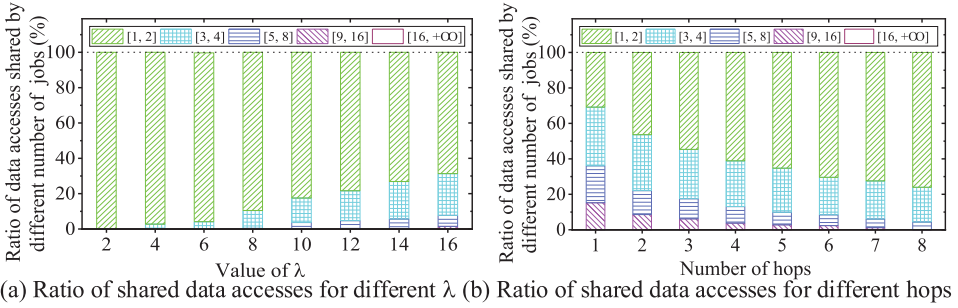 Ratio of data accesses shared by
different number of jobs (%)
[1, 2] [3, 4] [5, 8] [9, 16] [16, +∞]
100
80
60
40
20
0
2 4 6 8 10 12 14 16
Value of λ
(a) Ratio of shared data accesses for different λ
Ratio of data accesses shared by
different number of jobs (%)
[1, 2] [3, 4] [5, 8] [9, 16] [16, +∞]
100
80
60
40
20
0
1 2 3 4 5 6 7 8
Number of hops
(b) Ratio of shared data accesses for different hops